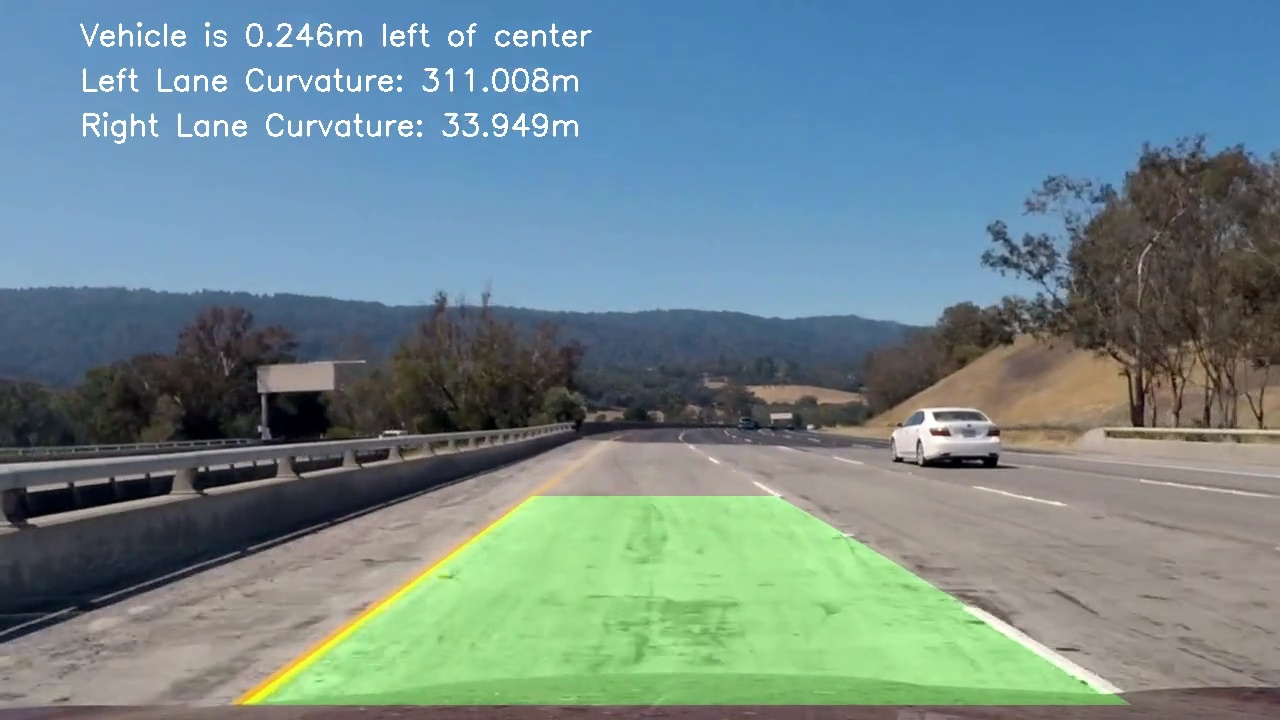 Vehicle is 0.246m left of center
Left Lane Curvature: 311.008m
Right Lane Curvature: 33.949m